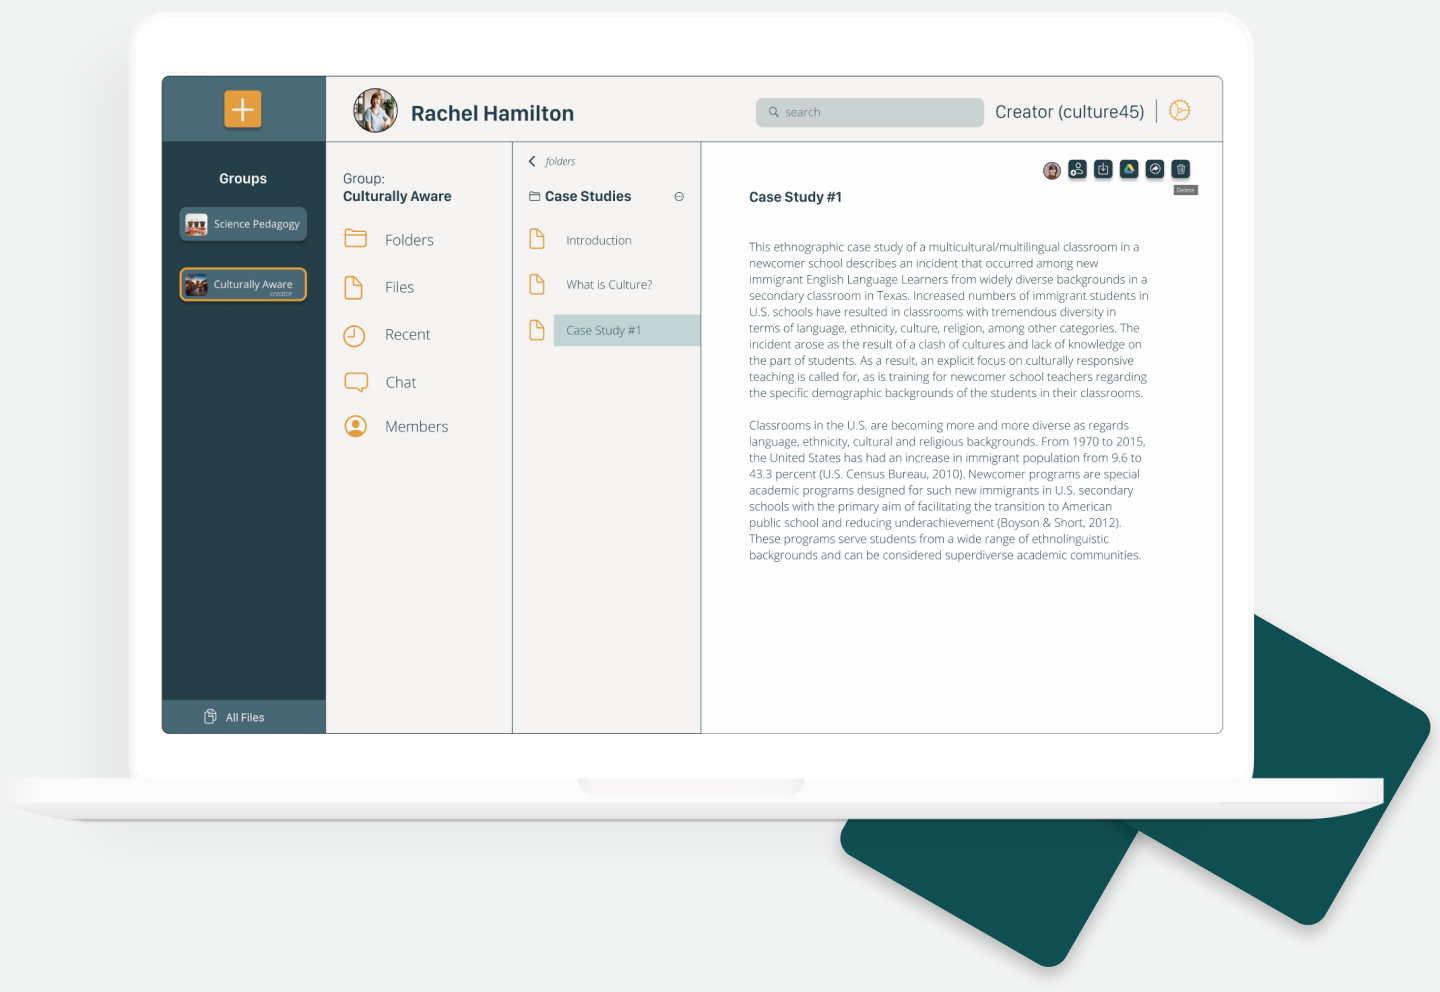 Rachel Hamilton
search
Creator (culture45)
Groups
Science Pedagogy
Culturally Aware
creator
All Files
Group:
Culturally Aware
Folders
Files
Recent
Chat
Members
folders
Case Studies
Introduction
What is Culture?
Case Study #1
Delete
Case Study #1
This ethnographic case study of a multicultural/multilingual classroom in a
newcomer school describes an incident that occurred among new
immigrant English Language Learners from widely diverse backgrounds in a
secondary classroom in Texas. Increased numbers of immigrant students in
U.S. schools have resulted in classrooms with tremendous diversity in
terms of language, ethnicity, culture, religion, among other categories. The
incident arose as the result of a clash of cultures and lack of knowledge on
the part of students. As a result, an explicit focus on culturally responsive
teaching is called for, as is training for newcomer school teachers regarding
the specific demographic backgrounds of the students in their classrooms.
Classrooms in the U.S. are becoming more and more diverse as regards
language, ethnicity, cultural and religious backgrounds. From 1970 to 2015,
the United States has had an increase in immigrant population from 9.6 to
43.3 percent (U.S. Census Bureau, 2010). Newcomer programs are special
academic programs designed for such new immigrants in U.S. secondary
schools with the primary aim of facilitating the transition to American
public school and reducing underachievement (Boyson & Short, 2012).
These programs serve students from a wide range of ethnolinguistic
backgrounds and can be considered superdiverse academic communities.